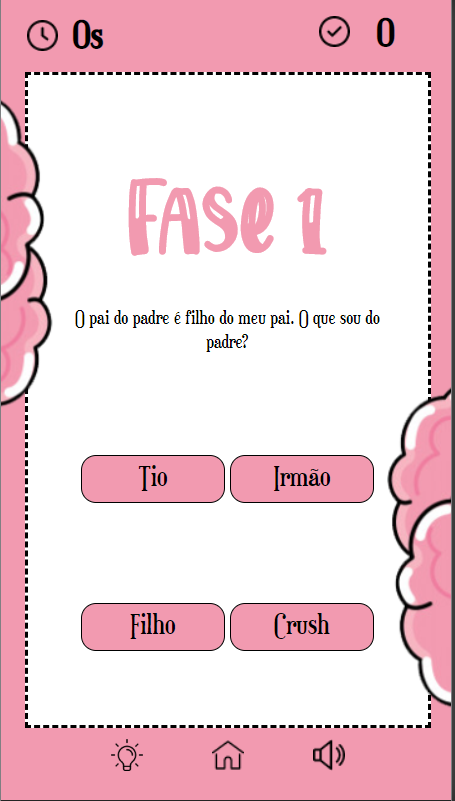 0s 0
Fase 1
O pai do padre é filho do meu pai. O que sou do
padre?
Tio Irmão
Filho Crush